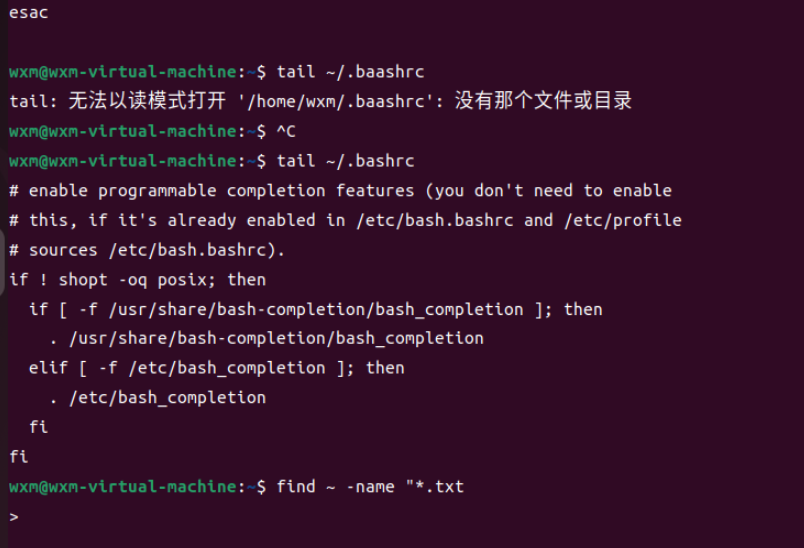 esac
wxm@wxm-virtual-machine:~$ tail ~/.baashrc
tail: 无法以读模式打开 '/home/wxm/.baashrc': 没有那个文件或目录
wxm@wxm-virtual-machine:~$ ^C
wxm@wxm-virtual-machine:~$ tail ~/.bashrc
# enable programmable completion features (you don't need to enable
# this, if it's already enabled in /etc/bash.bashrc and /etc/profile
# sources /etc/bash.bashrc).
if ! shopt -oq posix; then
  if [ -f /usr/share/bash-completion/bash_completion ]; then
    . /usr/share/bash-completion/bash_completion
  elif [ -f /etc/bash_completion ]; then
    . /etc/bash_completion
  fi
fi
wxm@wxm-virtual-machine:~$ find ~ -name "*.txt
>